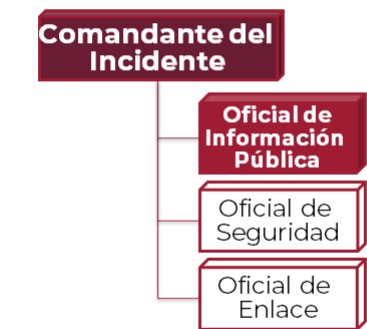 Comandante del
Incidente
Oficial de
Información
Pública
Oficial de
Seguridad
Oficial de
Enlace